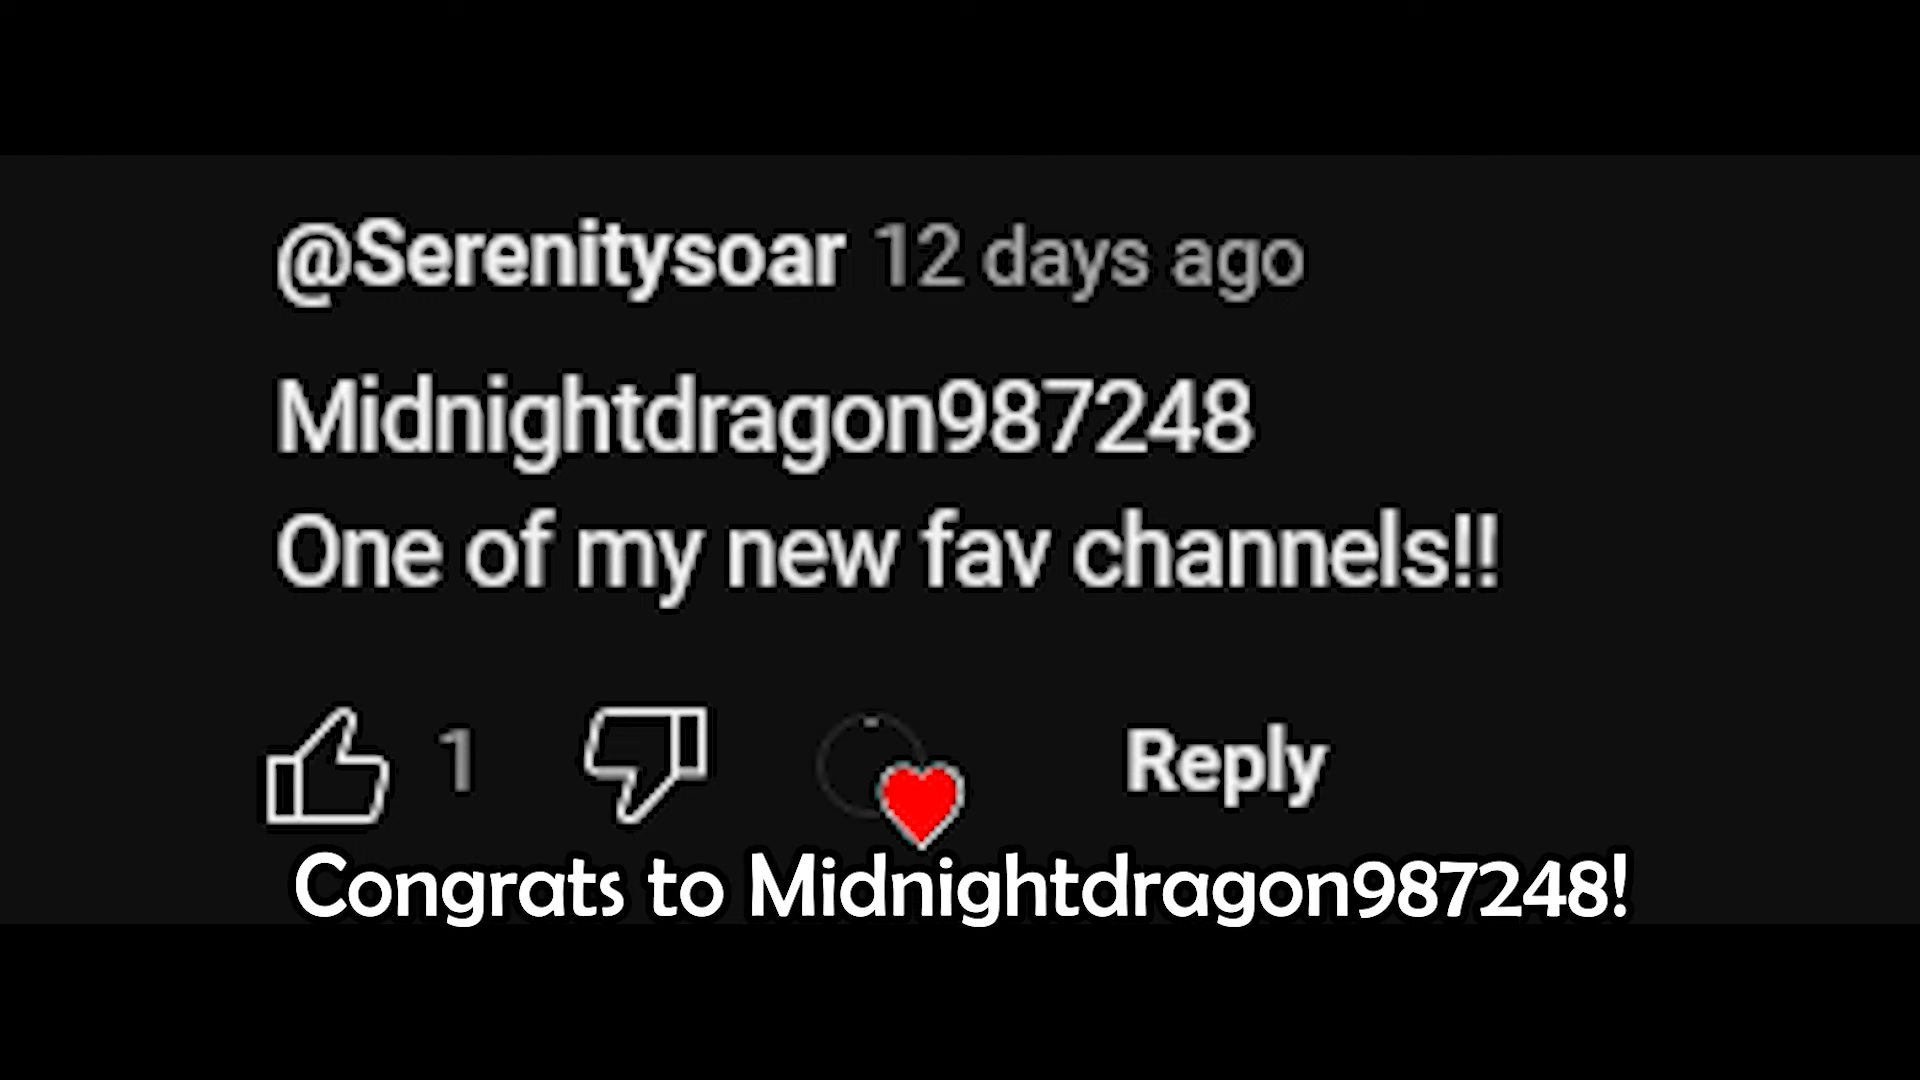 @Serenitysoar 12 days ago
Midnightdragon987248
One of my new fav channels!!
1 Reply
Congrats to Midnightdragon987248!